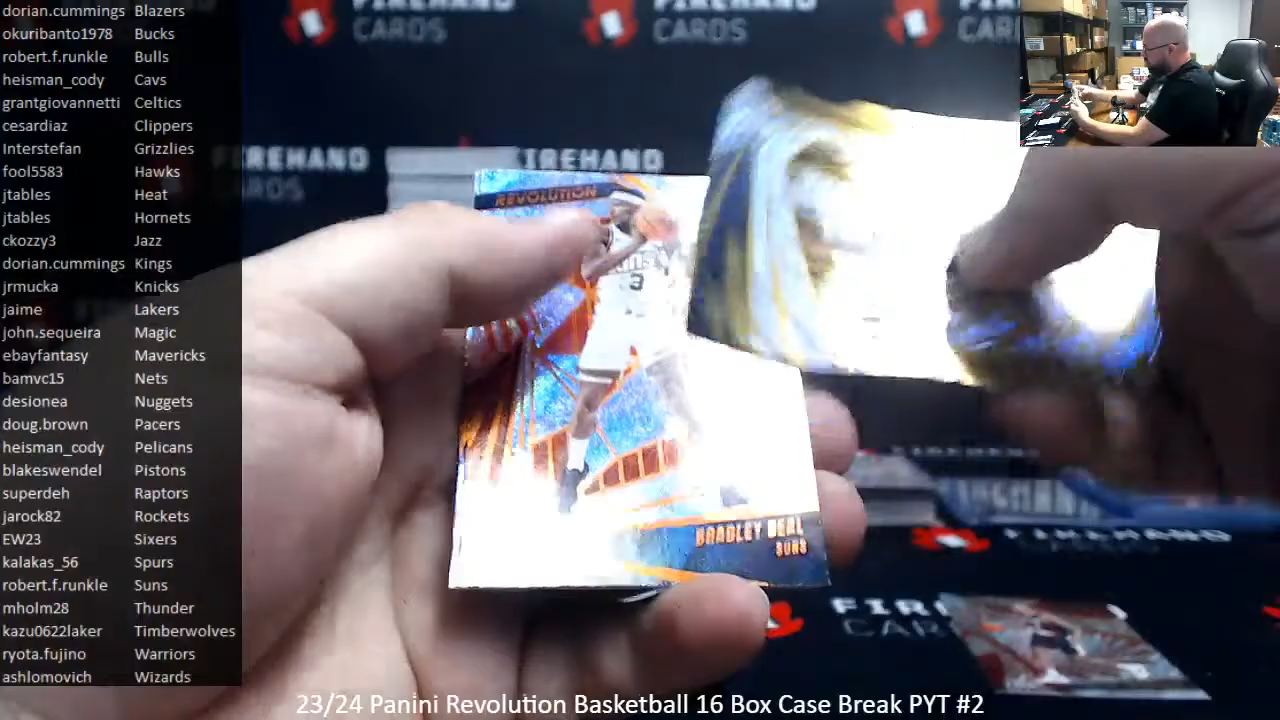 dorian.cummings Blazers
okuribanto1978 Bucks
robert.f.runkle Bulls
heisman_cody Cavs
grantgiovannetti Celtics
cesardiaz Clippers
Interstefan Grizzlies
fool5583 Hawks
jtables Heat
jtables Hornets
ckozzy3 Jazz
dorian.cummings Kings
jrmucka Knicks
jaime Lakers
john.sequeira Magic
ebayfantasy Mavericks
bamvc15 Nets
desionea Nuggets
doug.brown Pacers
heisman_cody Pelicans
blakeswendel Pistons
superdeh Raptors
jarock82 Rockets
EW23 Sixers
kalakas_56 Spurs
robert.f.runkle Suns
mholm28 Thunder
kazu0622laker Timberwolves
ryota.fujino Warriors
ashlomovich Wizards
FIREHAND
CARDS
FIREHAND
CARDS
FIREHAND
CARDS
FIREHAND
REVOLUTION
3
BRADLEY BEAL
SUNS
23/24 Panini Revolution Basketball 16 Box Case Break PYT #2